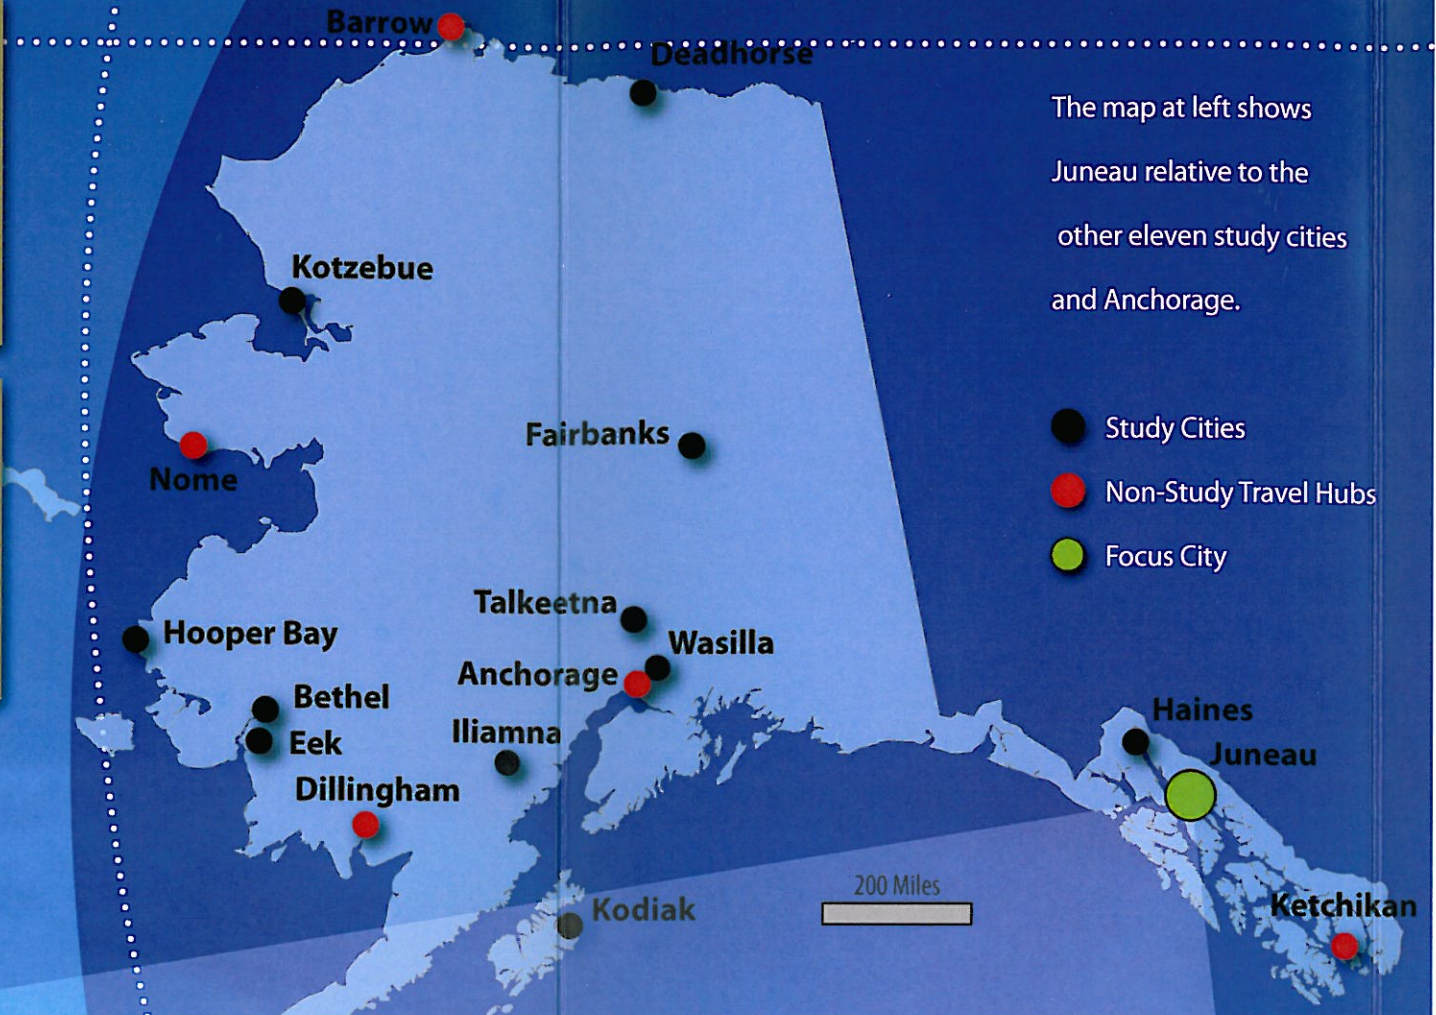 Barrow
Deadhorse
The map at left shows
Juneau relative to the
other eleven study cities
and Anchorage.
Kotzebue
Fairbanks
Study Cities
Nome
Non-Study Travel Hubs
Focus City
Talkeetna
Hooper Bay
Wasilla
Anchorage
Bethel
Iliamna
Eek
Haines
Juneau
Dillingham
200 Miles
Kodiak
Ketchikan